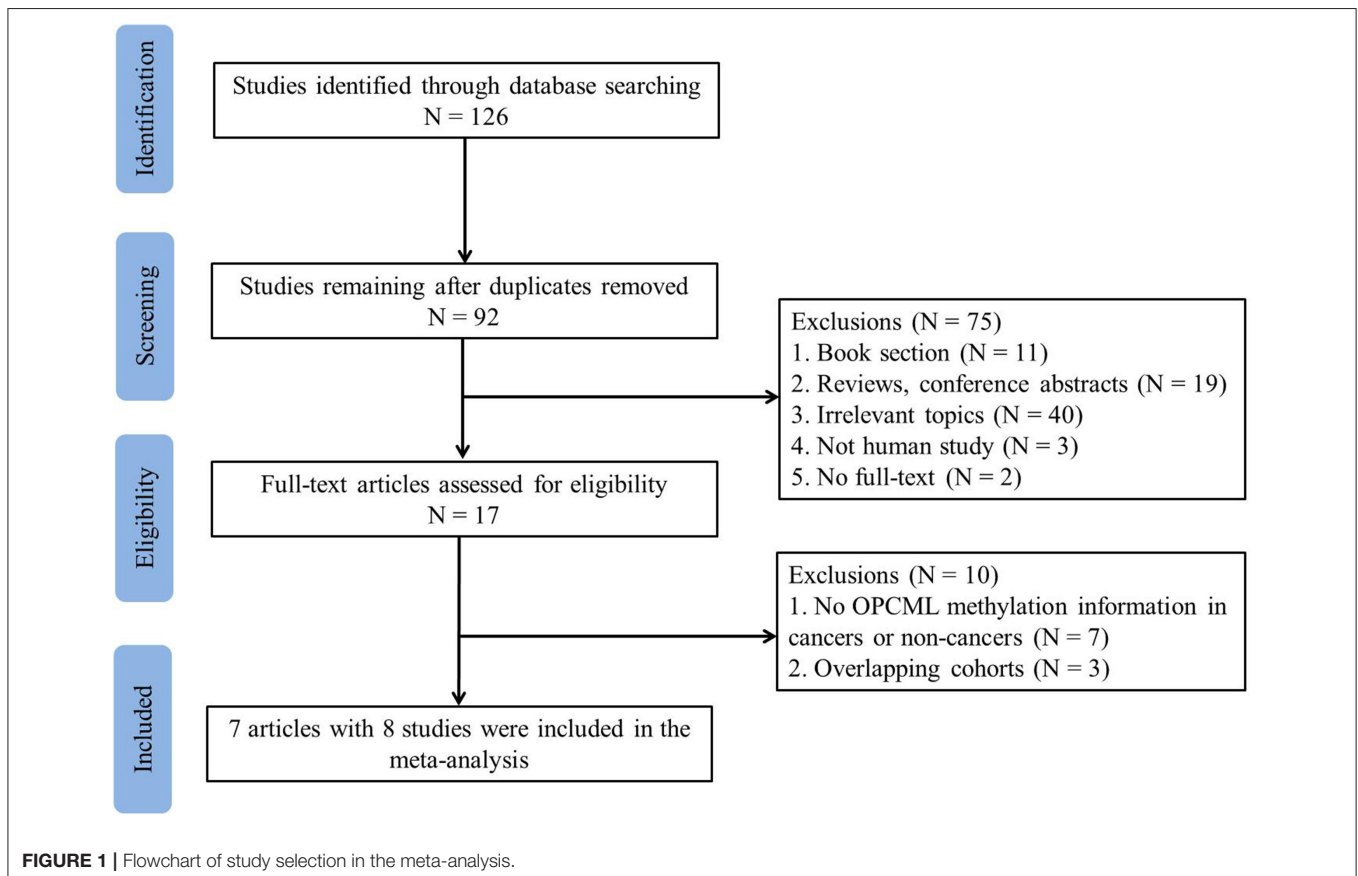 Identification
Studies identified through database searching
N = 126
Screening
Studies remaining after duplicates removed
N = 92
Exclusions (N = 75)
1. Book section (N = 11)
2. Reviews, conference abstracts (N = 19)
3. Irrelevant topics (N = 40)
4. Not human study (N = 3)
5. No full-text (N = 2)
Eligibility
Full-text articles assessed for eligibility
N = 17
Exclusions (N = 10)
1. No OPCML methylation information in
cancers or non-cancers (N = 7)
2. Overlapping cohorts (N = 3)
Included
7 articles with 8 studies were included in the
meta-analysis
FIGURE 1 | Flowchart of study selection in the meta-analysis.